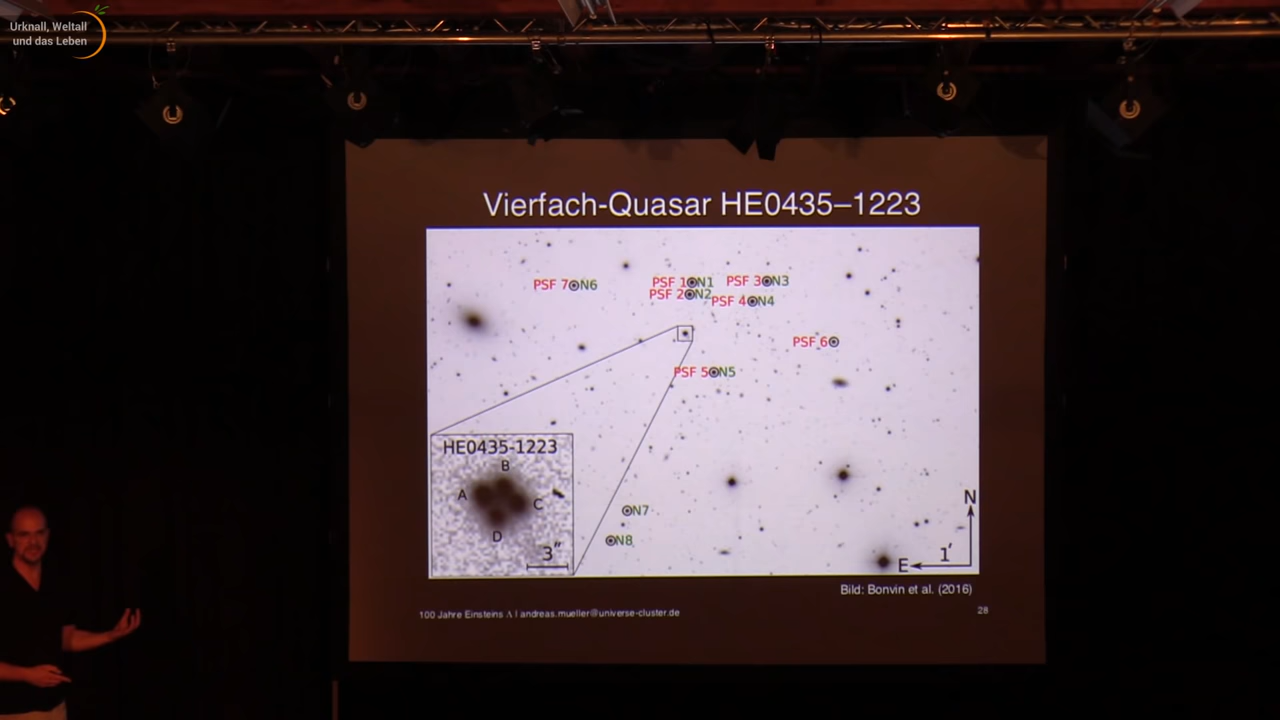 Urknall, Weltall
und das Leben
Vierfach-Quasar HE0435–1223
PSF 7 N6
PSF 1 N1
PSF 2 N2
PSF 3 N3
PSF 4 N4
PSF 6
PSF 5 N5
HE0435-1223
B
A
C
D
3"
N7
N8
N
E
1'
Bild: Bonvin et al. (2016)
100 Jahre Einsteins Λ | andreas.mueller@universe-cluster.de
28